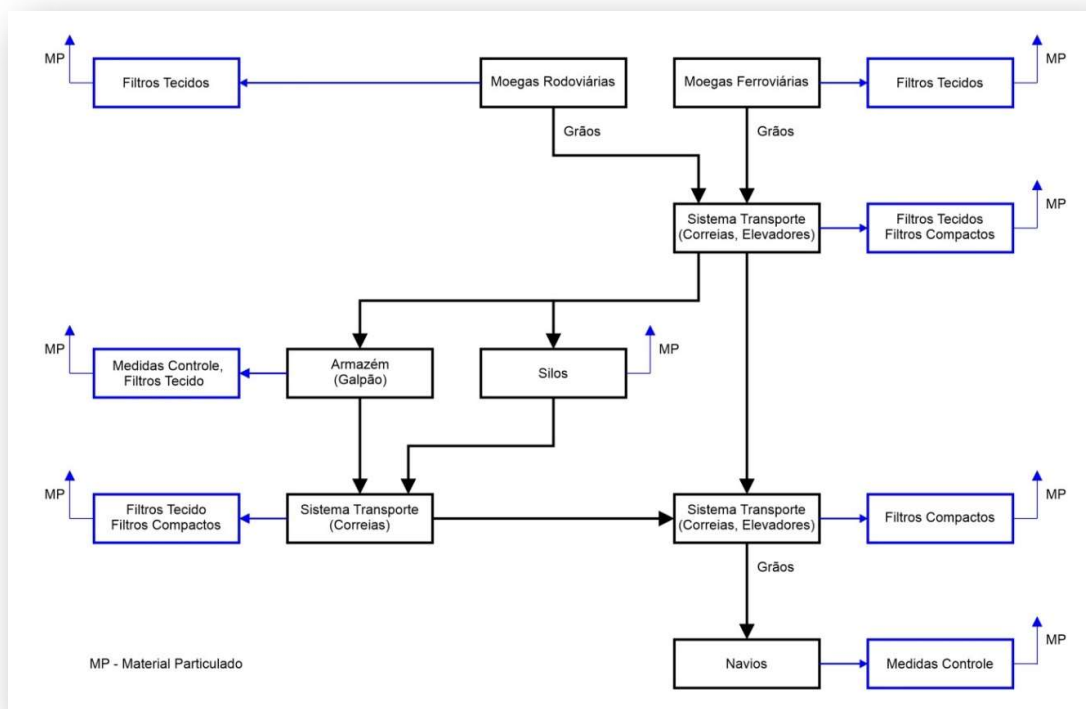 MP
MP
Filtros Tecidos
Moegas Rodoviárias
Moegas Ferroviárias
Filtros Tecidos
Grãos
Grãos
MP
Sistema Transporte
(Correias, Elevadores)
Filtros Tecidos
Filtros Compactos
MP
MP
Medidas Controle,
Filtros Tecido
Armazém
(Galpão)
Silos
MP
MP
Filtros Tecido
Filtros Compactos
Sistema Transporte
(Correias)
Sistema Transporte
(Correias, Elevadores)
Filtros Compactos
Grãos
MP
MP - Material Particulado
Navios
Medidas Controle